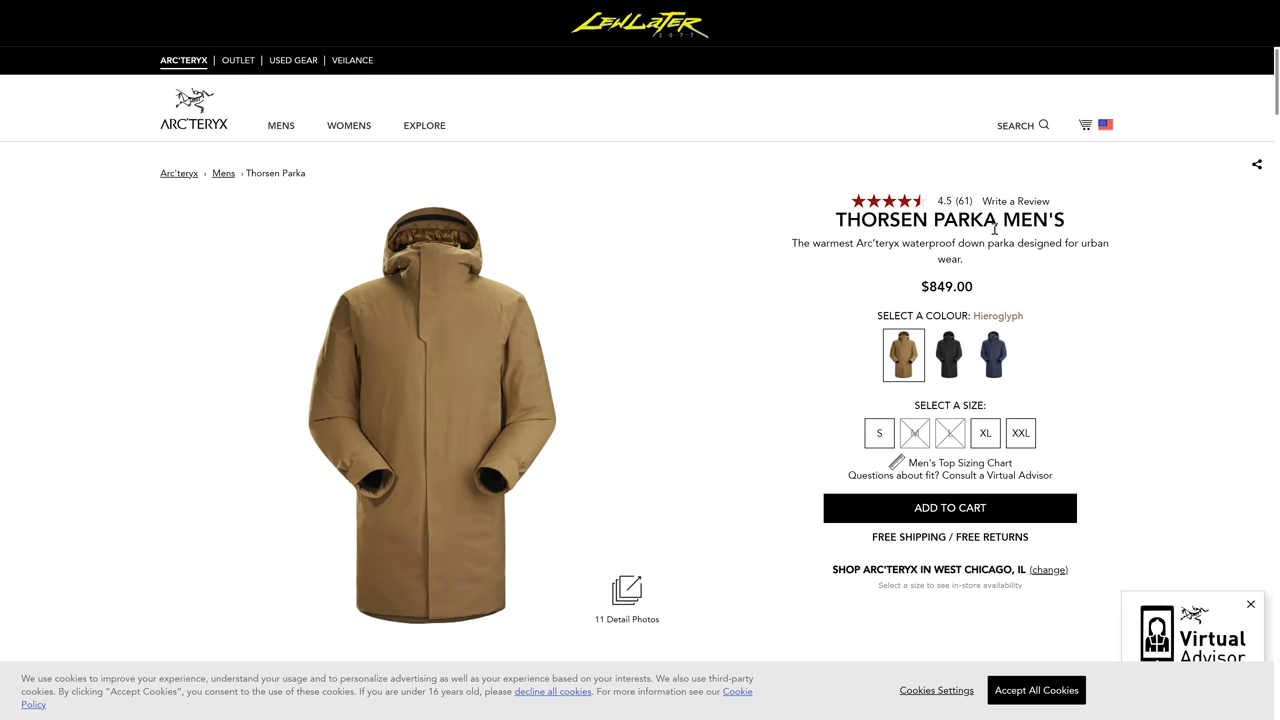 LEWLATER
2077
ARC'TERYX | OUTLET | USED GEAR | VEILANCE
ARC'TERYX
MENS WOMENS EXPLORE
SEARCH
Arc'teryx › Mens › Thorsen Parka
4.5 (61) Write a Review
THORSEN PARKA MEN'S
The warmest Arc'teryx waterproof down parka designed for urban
wear.
$849.00
SELECT A COLOUR: Hieroglyph
SELECT A SIZE:
S M L XL XXL
Men's Top Sizing Chart
Questions about fit? Consult a Virtual Advisor
ADD TO CART
FREE SHIPPING / FREE RETURNS
SHOP ARC'TERYX IN WEST CHICAGO, IL (change)
Select a size to see in-store availability
11 Detail Photos
Virtual
Advisor
We use cookies to improve your experience, understand your usage and to personalize advertising as well as your experience based on your interests. We also use third-party
cookies. By clicking “Accept Cookies”, you consent to the use of these cookies. If you are under 16 years old, please decline all cookies. For more information see our Cookie
Policy
Cookies Settings
Accept All Cookies